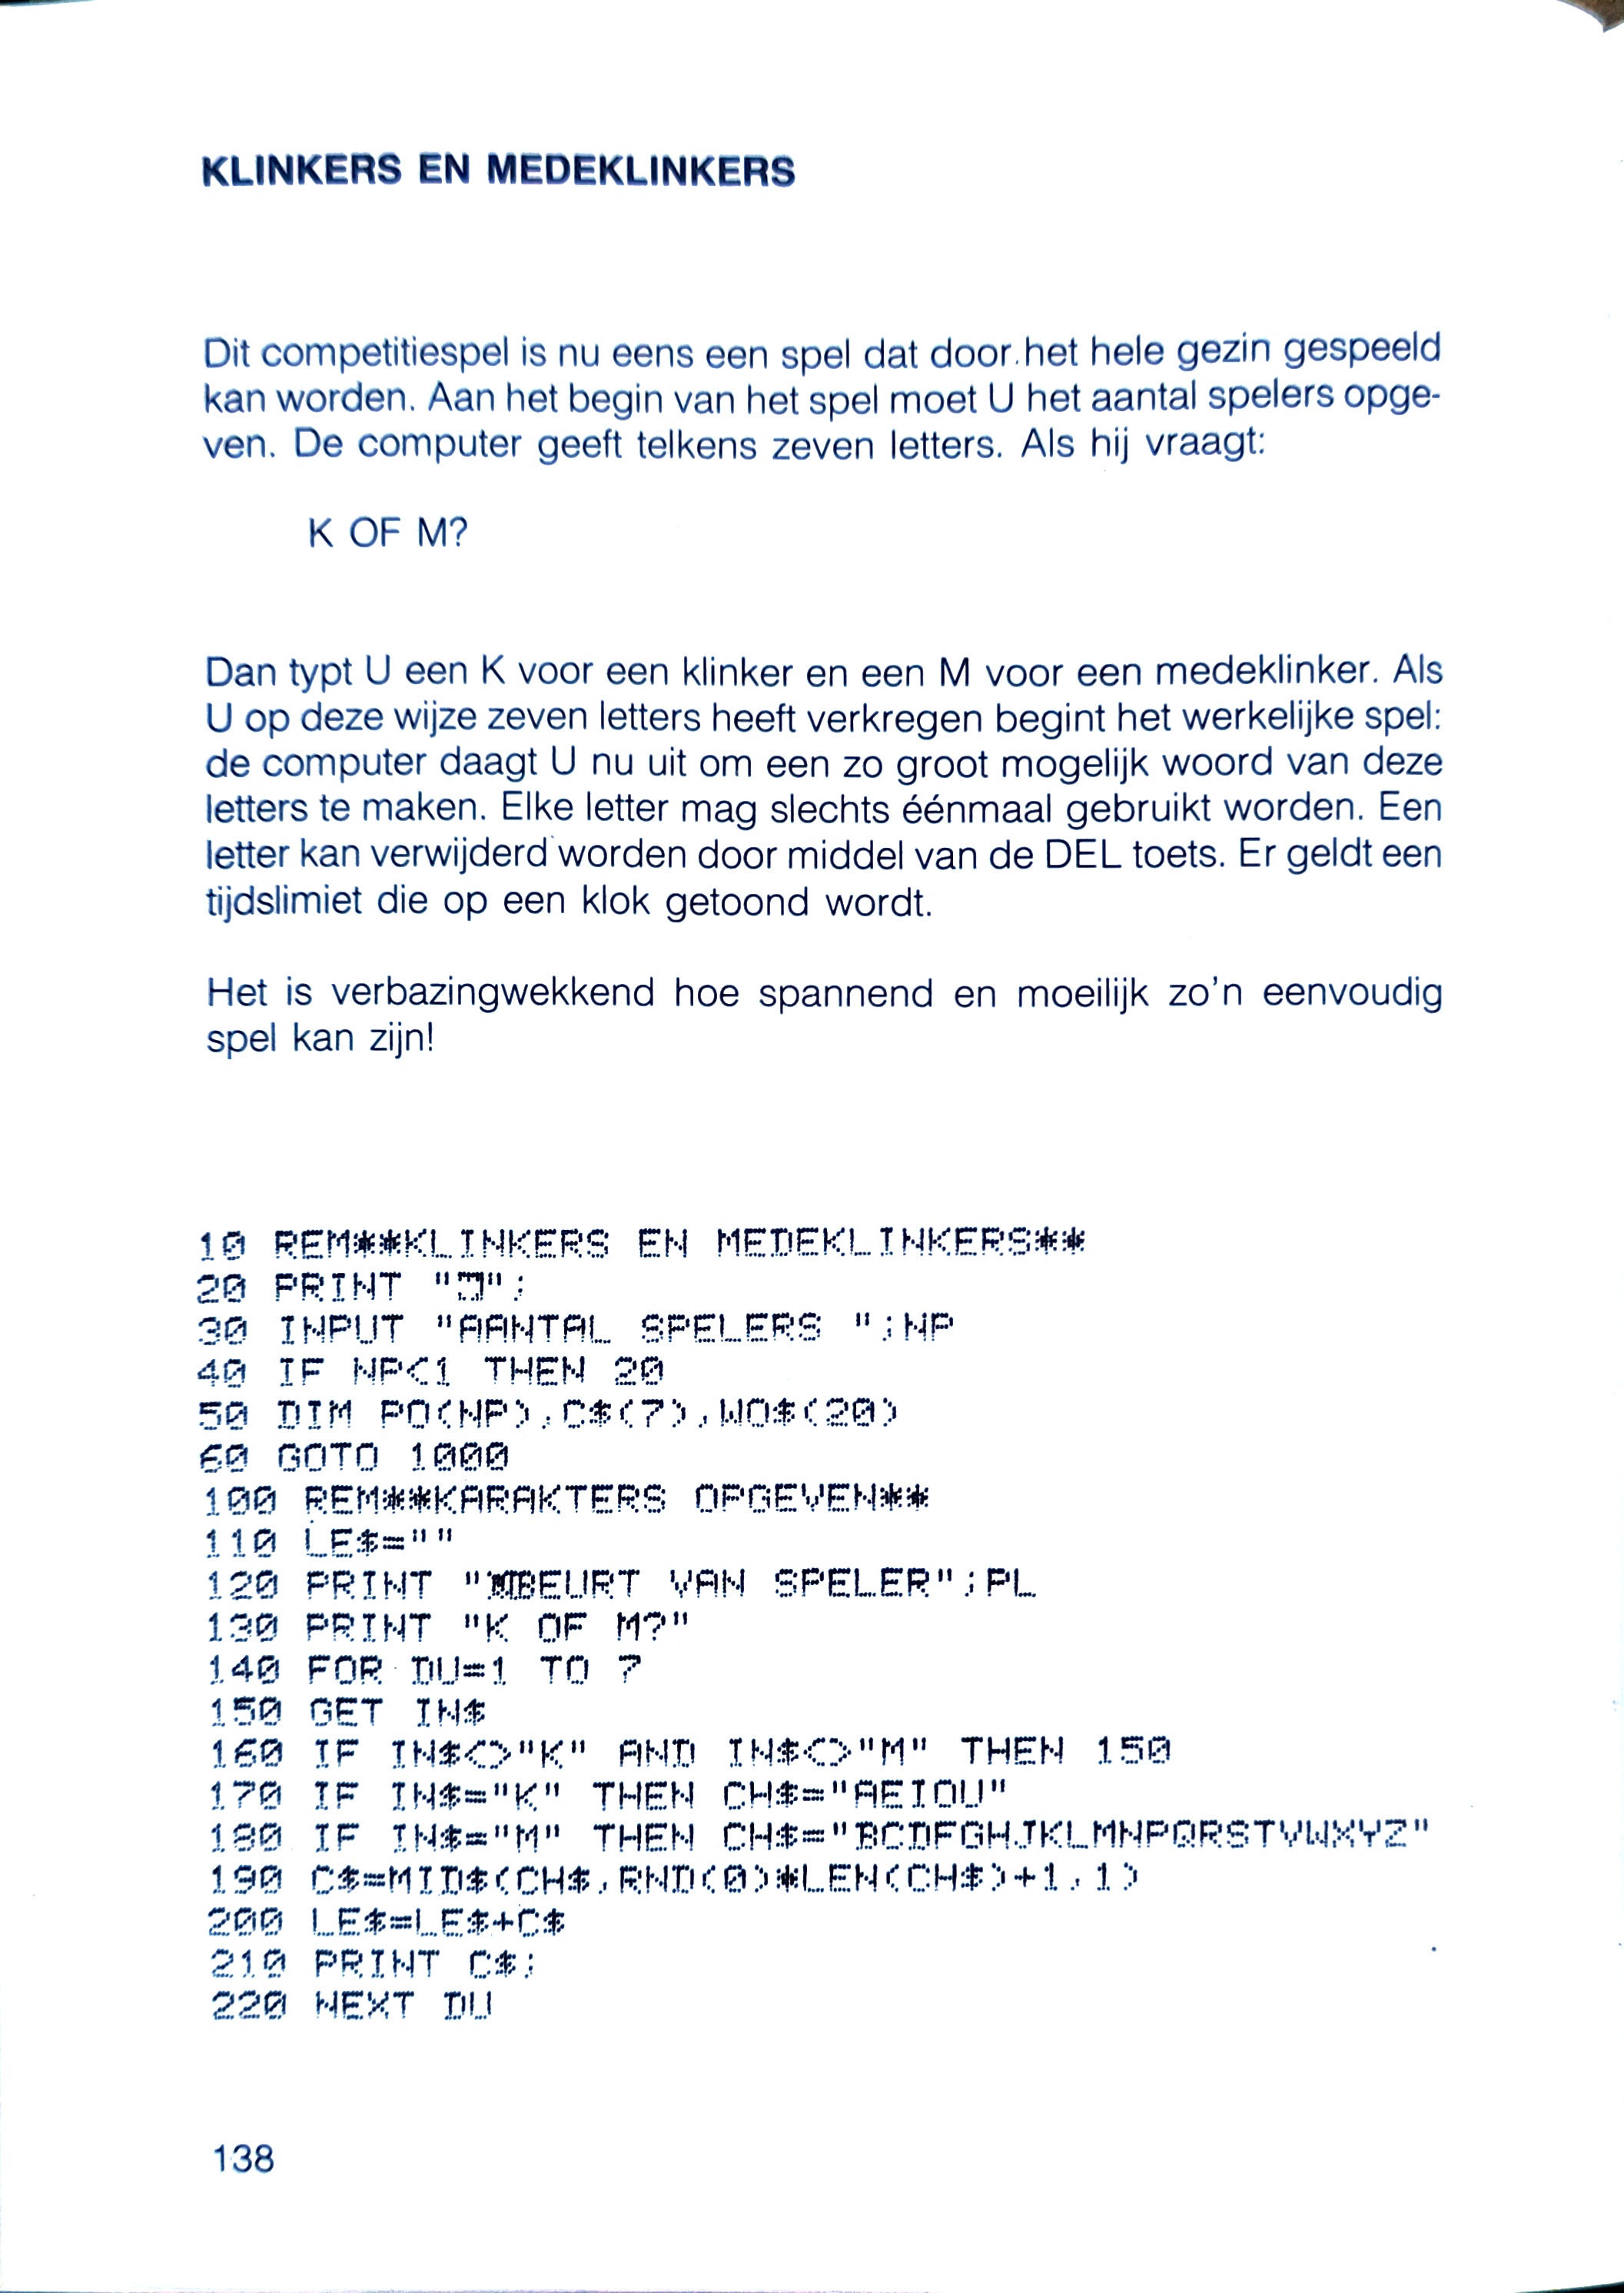 KLINKERS EN MEDEKLINKERS
Dit competitiespel is nu eens een spel dat door het hele gezin gespeeld
kan worden. Aan het begin van het spel moet U het aantal spelers opge-
ven. De computer geeft telkens zeven letters. Als hij vraagt:
K OF M?
Dan typt U een K voor een klinker en een M voor een medeklinker. Als
U op deze wijze zeven letters heeft verkregen begint het werkelijke spel:
de computer daagt U nu uit om een zo groot mogelijk woord van deze
letters te maken. Elke letter mag slechts éénmaal gebruikt worden. Een
letter kan verwijderd worden door middel van de DEL toets. Er geldt een
tijdslimiet die op een klok getoond wordt.
Het is verbazingwekkend hoe spannend en moeilijk zo'n eenvoudig
spel kan zijn!
10 REM**KLINKERS EN MEDEKLINKERS**
20 PRINT "";
30 INPUT "AANTAL SPELERS ";NP
40 IF NP<1 THEN 20
50 DIM PO(NP),C$(7),WO$(20)
60 GOTO 1000
100 REM**KARAKTERS OPGEVEN**
110 LE$=""
120 PRINT "BEURT VAN SPELER";PL
130 PRINT "K OF M?"
140 FOR DU=1 TO 7
150 GET IN$
160 IF IN$<>"K" AND IN$<>"M" THEN 150
170 IF IN$="K" THEN CH$="AEIOU"
180 IF IN$="M" THEN CH$="BCDFGHJKLMNPQRSTVWXYZ"
190 C$=MID$(CH$,RND(0)*LEN(CH$)+1,1)
200 LE$=LE$+C$
210 PRINT C$;
220 NEXT DU
138